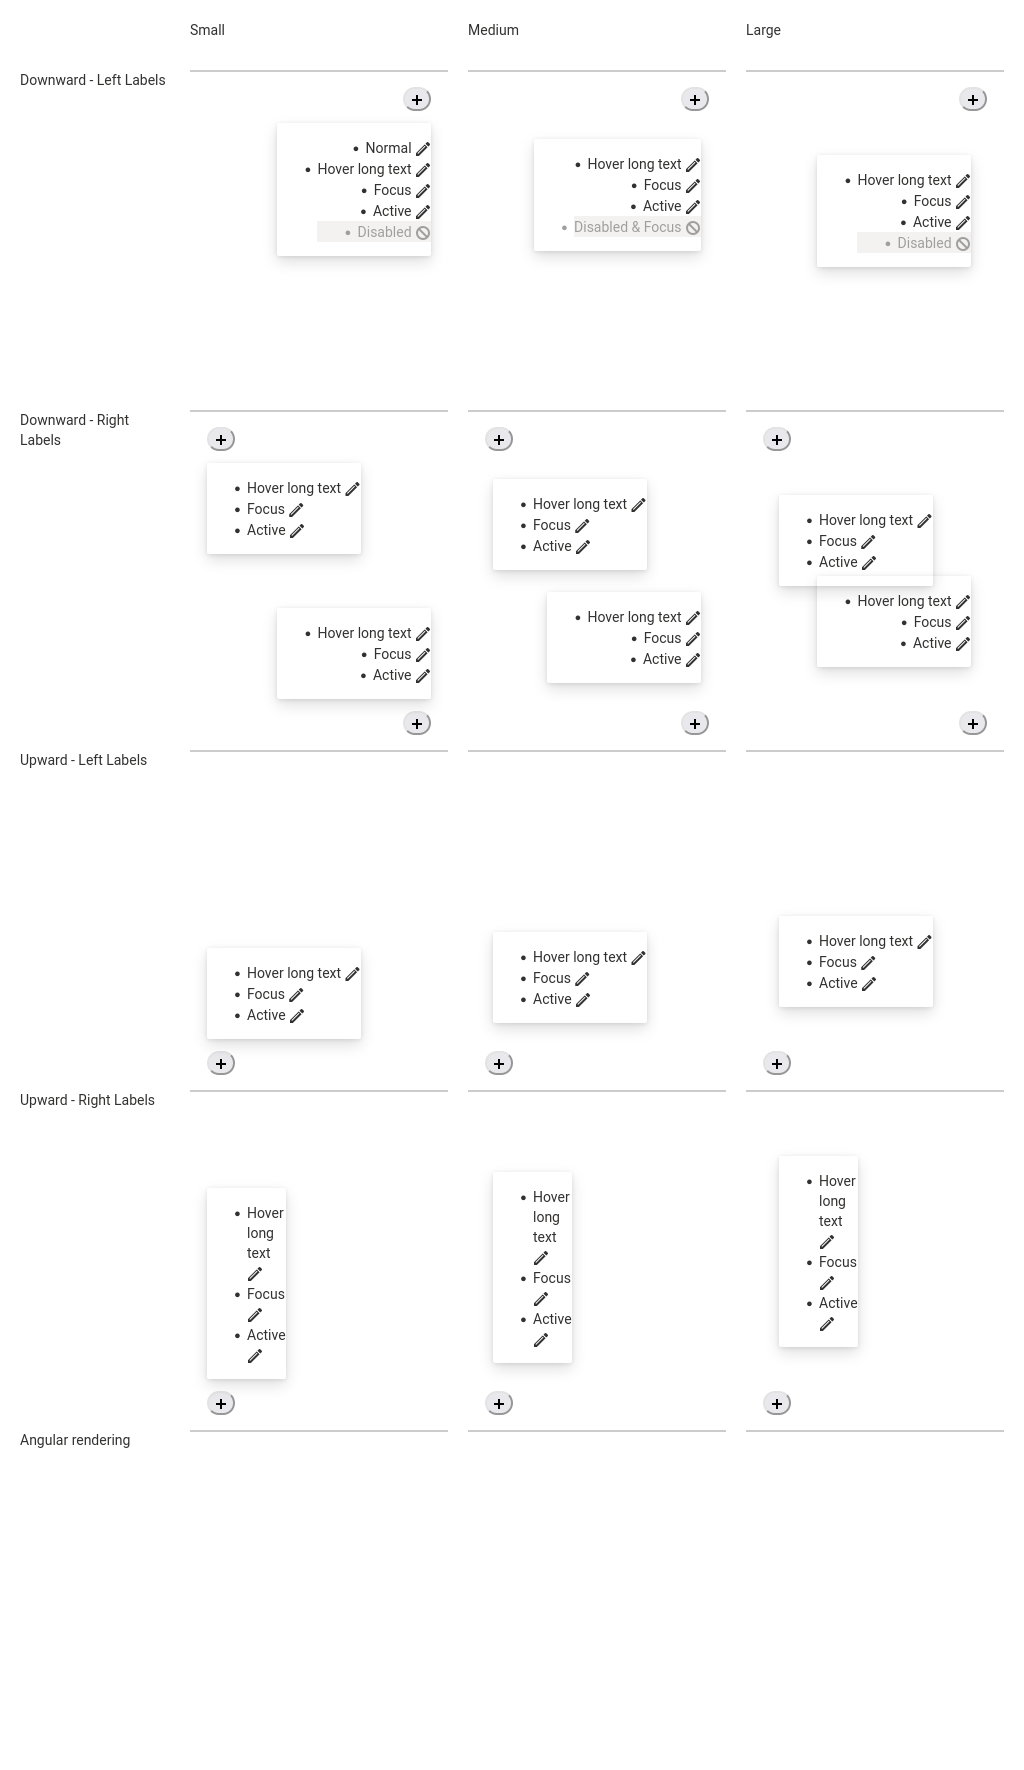 Small
Medium
Large
Downward - Left Labels
Normal
Hover long text
Focus
Active
Disabled
Hover long text
Focus
Active
Disabled & Focus
Hover long text
Focus
Active
Disabled
Downward - Right
Labels
Hover long text
Focus
Active
Hover long text
Focus
Active
Hover long text
Focus
Active
Hover long text
Focus
Active
Hover long text
Focus
Active
Hover long text
Focus
Active
Upward - Left Labels
Hover long text
Focus
Active
Hover long text
Focus
Active
Hover long text
Focus
Active
Upward - Right Labels
Hover
long
text
Focus
Active
Hover
long
text
Focus
Active
Hover
long
text
Focus
Active
Angular rendering